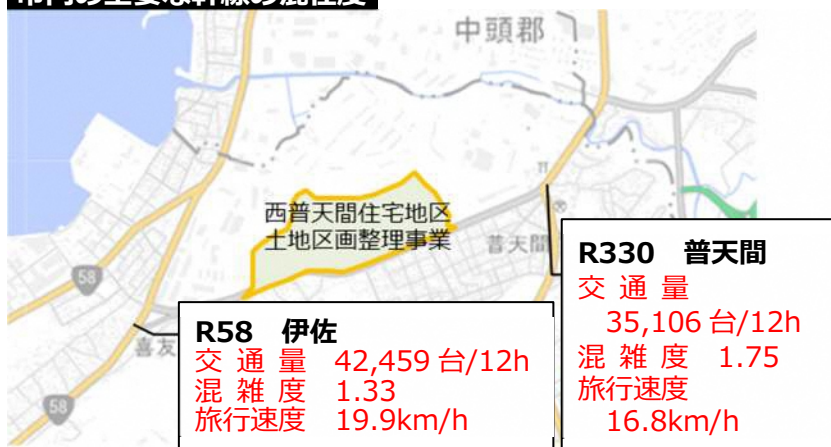 中頭郡
西普天間住宅地区
土地区画整理事業
普天間
58
喜友
58
R58 伊佐
交 通 量 42,459 台/12h
混 雑 度 1.33
旅行速度 19.9km/h
R330 普天間
交 通 量
35,106 台/12h
混 雑 度 1.75
旅行速度
16.8km/h